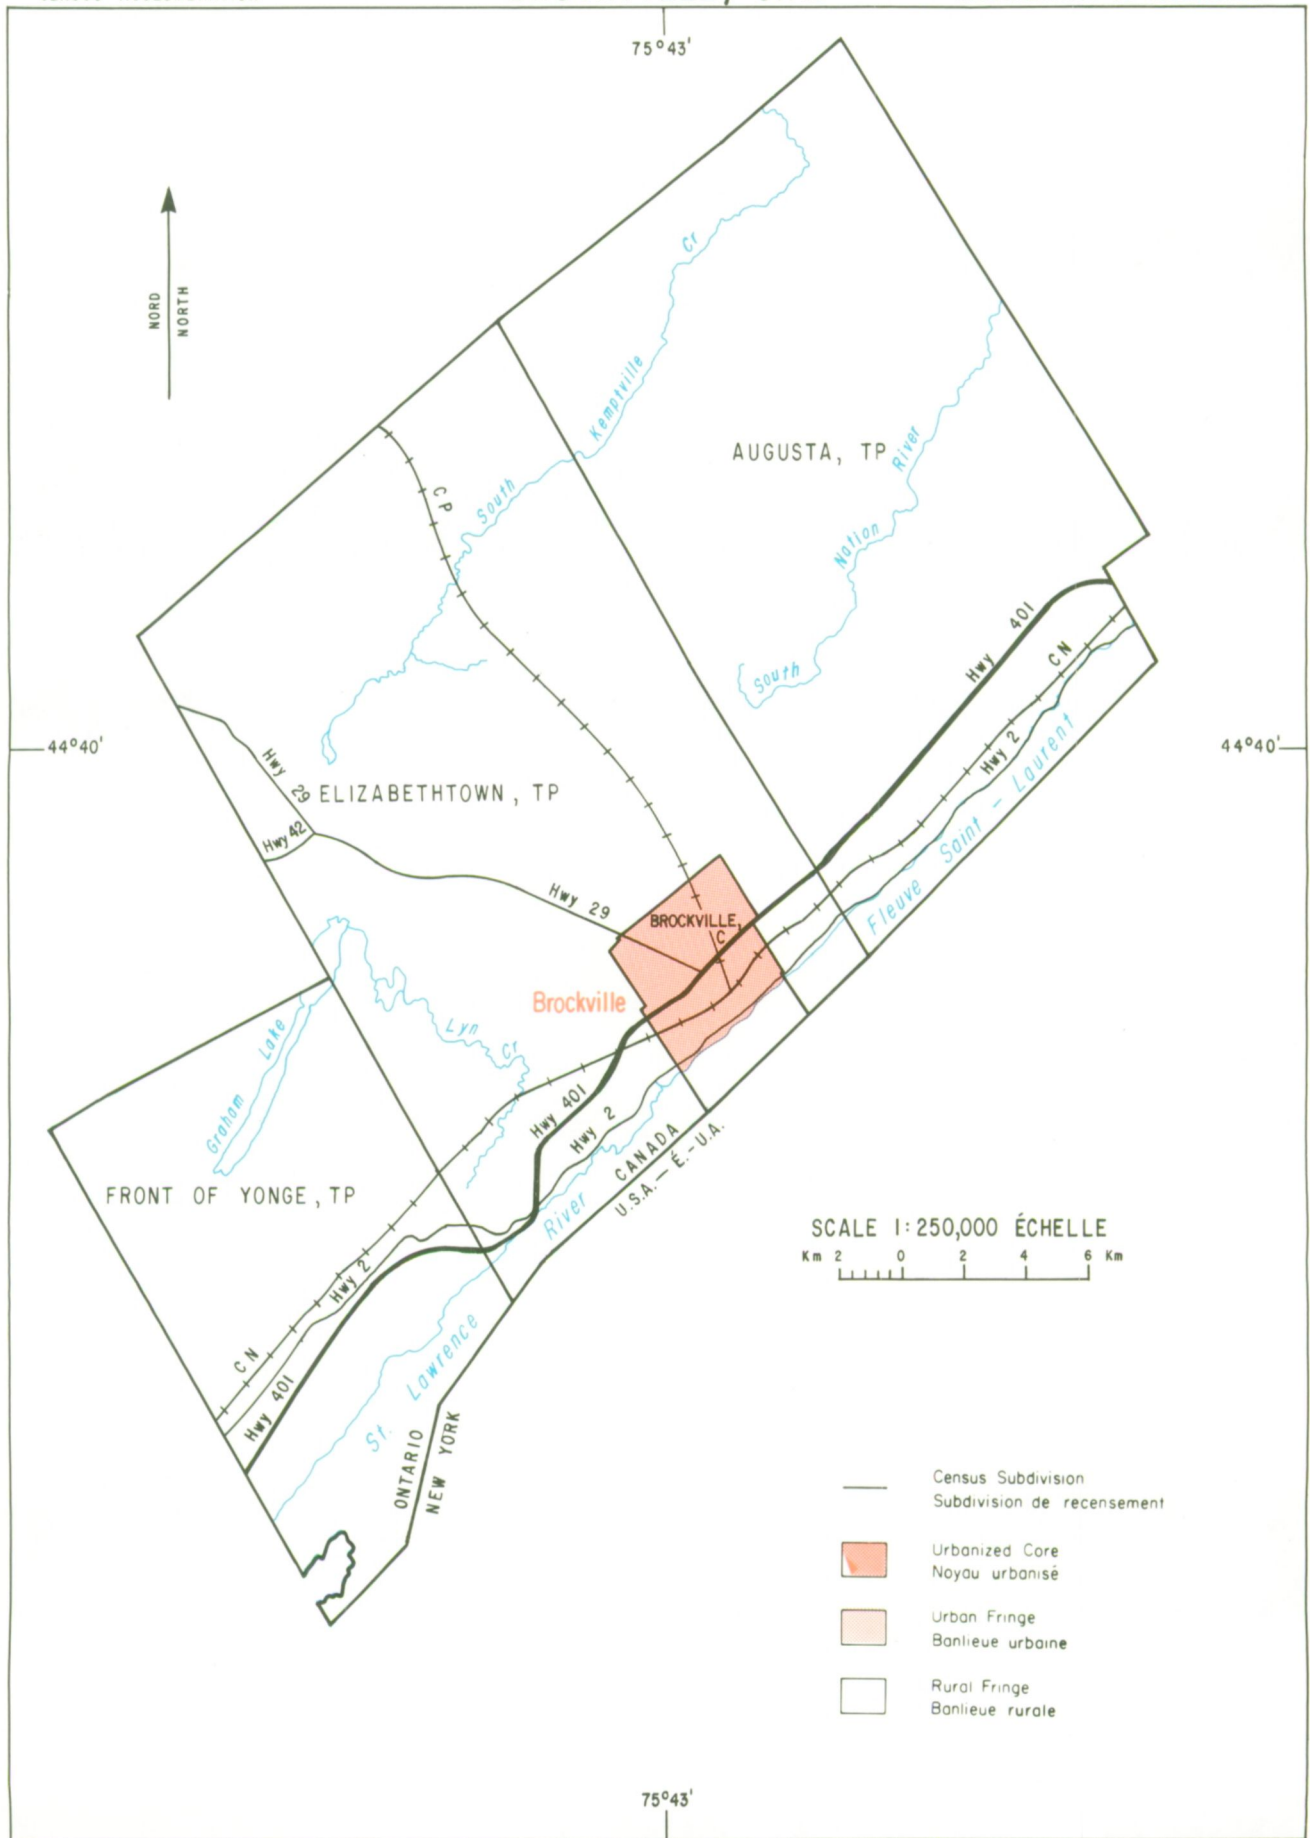 75°43'
NORD
NORTH
Cr
Kemptville
South
CP
AUGUSTA, TP
River
Nation
South
Hwy 401
CN
Hwy 2
44°40'
44°40'
Hwy 29
ELIZABETHTOWN, TP
Hwy 42
Hwy 29
BROCKVILLE,
C
Fleuve Saint-Laurent
Brockville
Lyn Cr
Graham Lake
Hwy 401
Hwy 2
CANADA
U.S.A. — É.-U.A.
River
FRONT OF YONGE, TP
SCALE 1:250,000 ÉCHELLE
Km 2 0 2 4 6 Km
Hwy 2
CN
Hwy 401
St. Lawrence
ONTARIO
NEW YORK
Census Subdivision
Subdivision de recensement
Urbanized Core
Noyau urbanisé
Urban Fringe
Banlieue urbaine
Rural Fringe
Banlieue rurale
75°43'